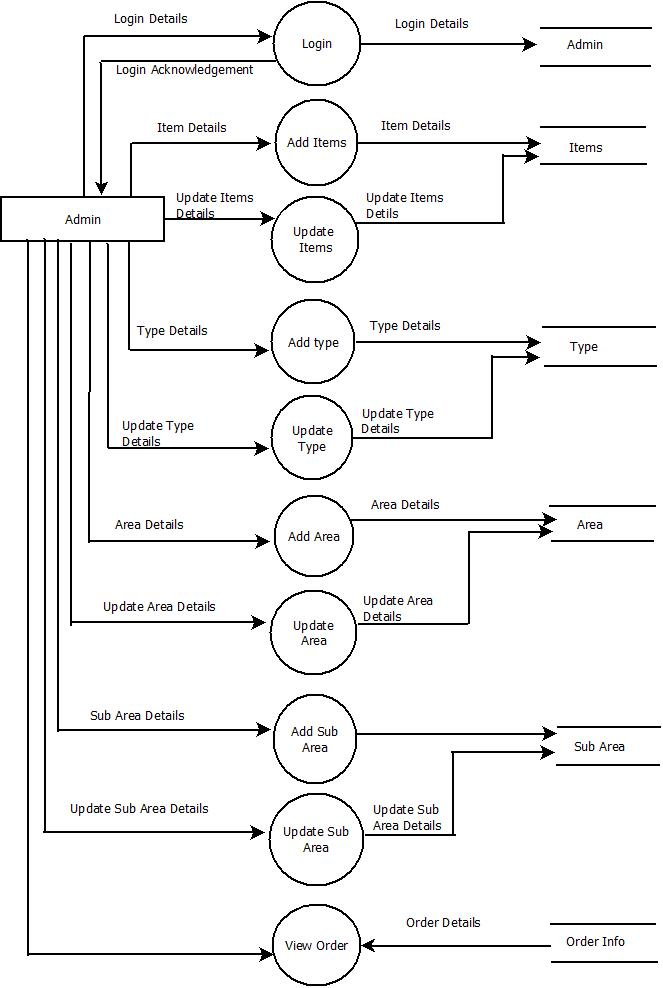 Login Details
Login
Login Details
Admin
Login Acknowledgement
Item Details
Add Items
Item Details
Items
Admin
Update Items
Details
Update
Items
Update Items
Detils
Type Details
Add type
Type Details
Type
Update Type
Details
Update
Type
Update Type
Details
Area Details
Add Area
Area Details
Area
Update Area Details
Update
Area
Update Area
Details
Sub Area Details
Add Sub
Area
Sub Area
Update Sub Area Details
Update Sub
Area
Update Sub
Area Details
View Order
Order Details
Order Info